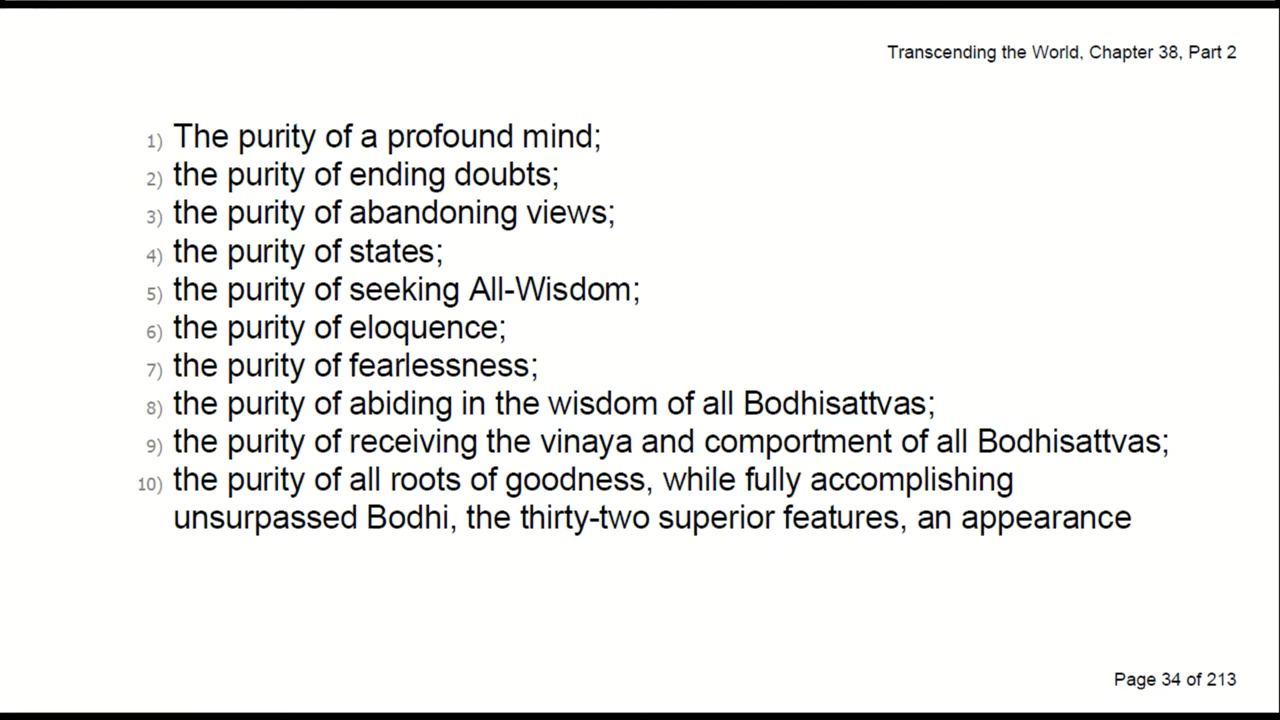 Transcending the World, Chapter 38, Part 2
1) The purity of a profound mind;
2) the purity of ending doubts;
3) the purity of abandoning views;
4) the purity of states;
5) the purity of seeking All-Wisdom;
6) the purity of eloquence;
7) the purity of fearlessness;
8) the purity of abiding in the wisdom of all Bodhisattvas;
9) the purity of receiving the vinaya and comportment of all Bodhisattvas;
10) the purity of all roots of goodness, while fully accomplishing
unsurpassed Bodhi, the thirty-two superior features, an appearance
Page 34 of 213